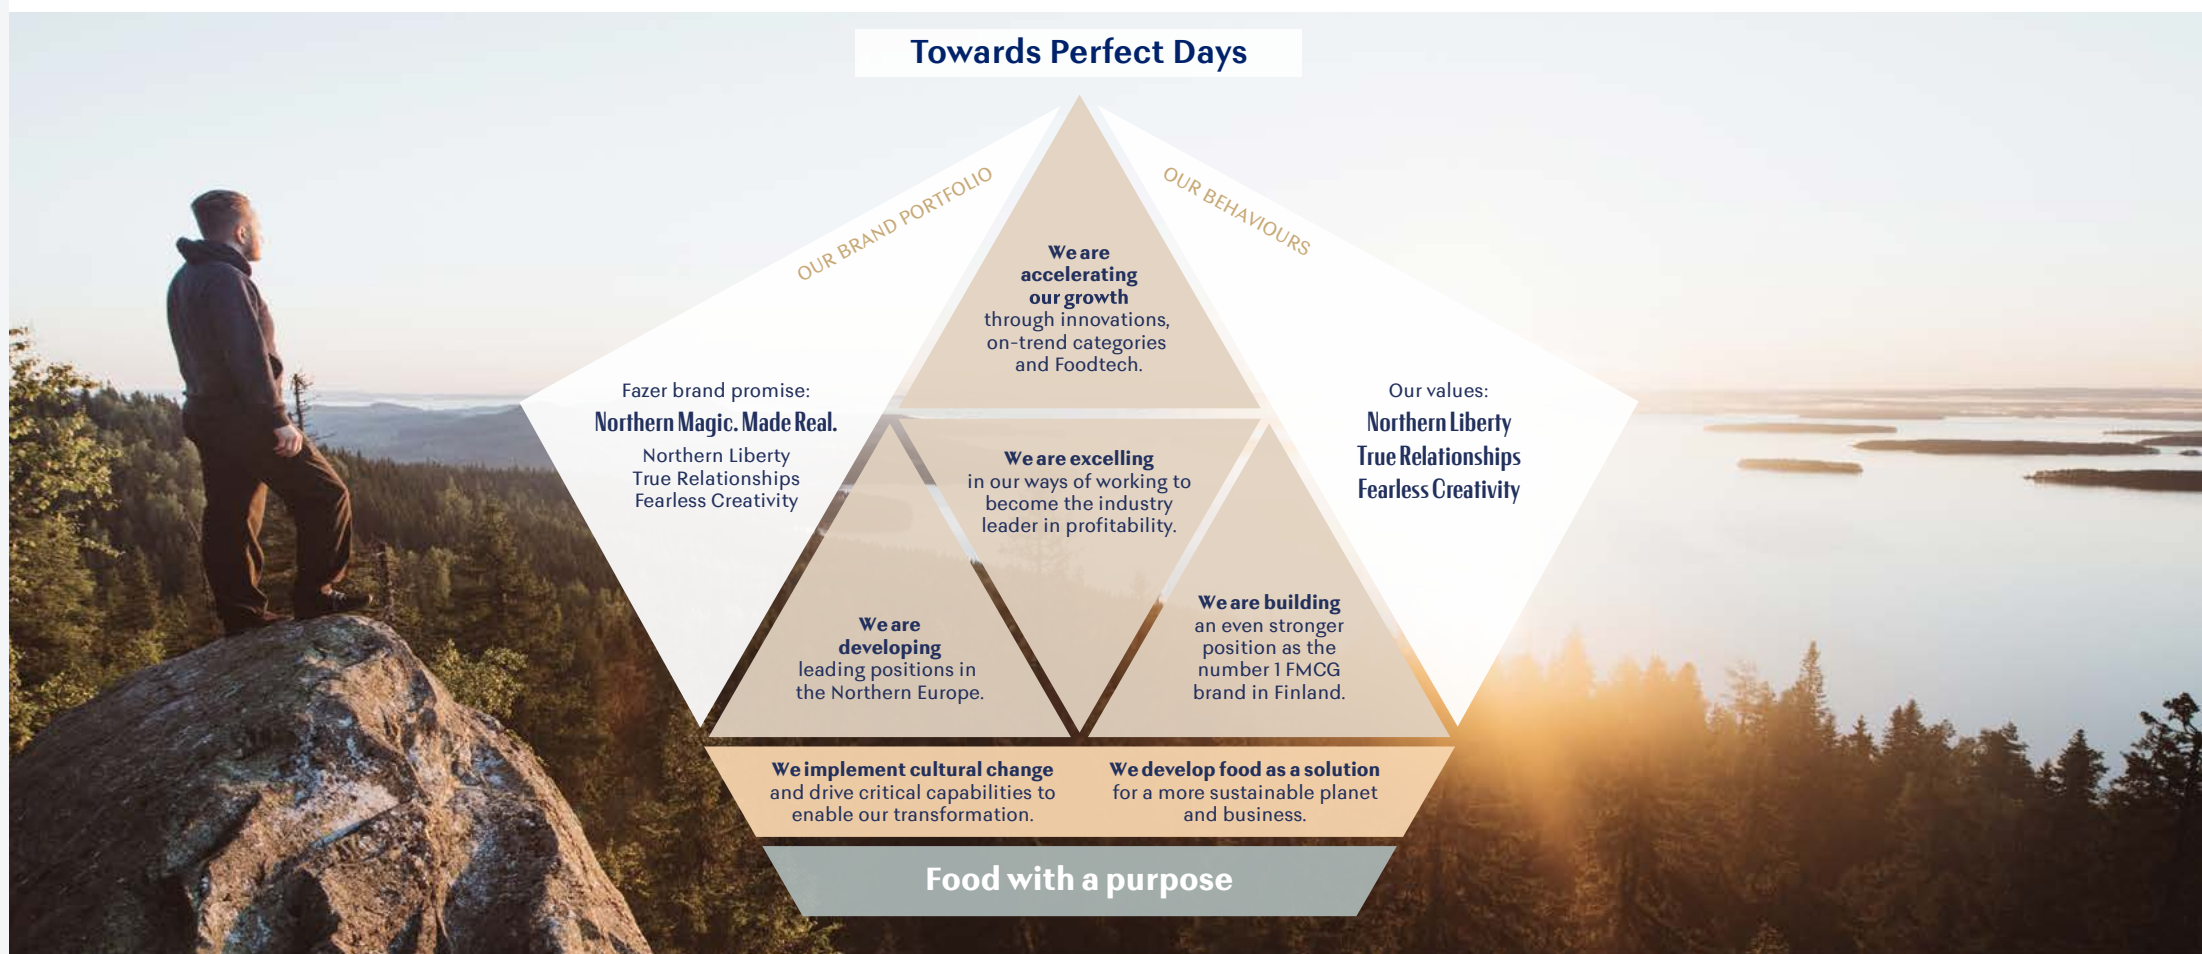 Towards Perfect Days
OUR BRAND PORTFOLIO
OUR BEHAVIOURS
We are
accelerating
our growth
through innovations,
on-trend categories
and Foodtech.
Fazer brand promise:
Northern Magic. Made Real.
Northern Liberty
True Relationships
Fearless Creativity
Our values:
Northern Liberty
True Relationships
Fearless Creativity
We are excelling
in our ways of working to
become the industry
leader in profitability.
We are
developing
leading positions in
the Northern Europe.
We are building
an even stronger
position as the
number 1 FMCG
brand in Finland.
We implement cultural change
and drive critical capabilities to
enable our transformation.
We develop food as a solution
for a more sustainable planet
and business.
Food with a purpose